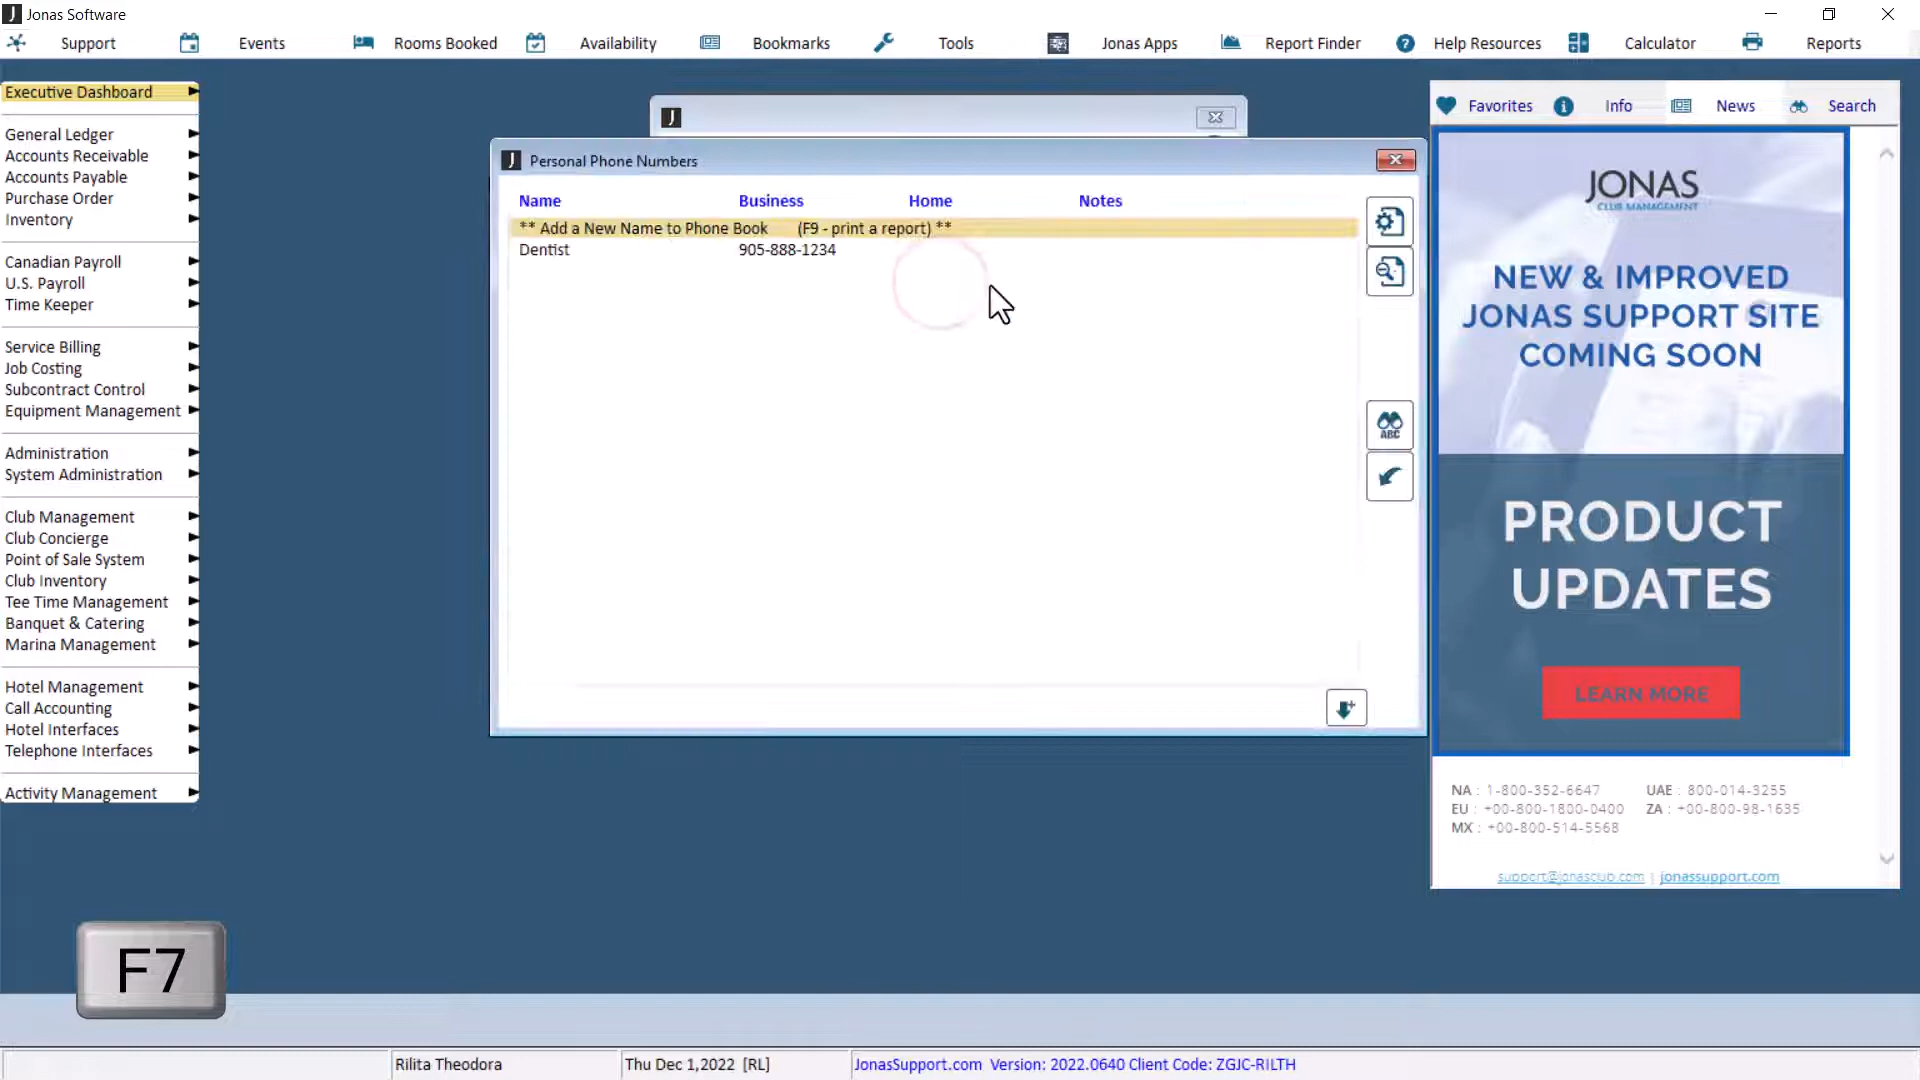 J Jonas Software
Support Events Rooms Booked Availability Bookmarks Tools Jonas Apps Report Finder ? Help Resources Calculator Reports
Executive Dashboard
General Ledger
Accounts Receivable
Accounts Payable
Purchase Order
Inventory
Canadian Payroll
U.S. Payroll
Time Keeper
Service Billing
Job Costing
Subcontract Control
Equipment Management
Administration
System Administration
Club Management
Club Concierge
Point of Sale System
Club Inventory
Tee Time Management
Banquet & Catering
Marina Management
Hotel Management
Call Accounting
Hotel Interfaces
Telephone Interfaces
Activity Management
J
J Personal Phone Numbers
Name Business Home Notes
** Add a New Name to Phone Book (F9 - print a report) **
Dentist 905-888-1234
ABC
Favorites i Info News Search
JONAS
CLUB MANAGEMENT
NEW & IMPROVED
JONAS SUPPORT SITE
COMING SOON
PRODUCT
UPDATES
LEARN MORE
NA : 1-800-352-6647 UAE : 800-014-3255
EU : +00-800-1800-0400 ZA : +00-800-98-1635
MX : +00-800-514-5568
support@jonasclub.com | jonassupport.com
F7
Rilita Theodora Thu Dec 1,2022 [RL] JonasSupport.com Version: 2022.0640 Client Code: ZGJC-RILTH